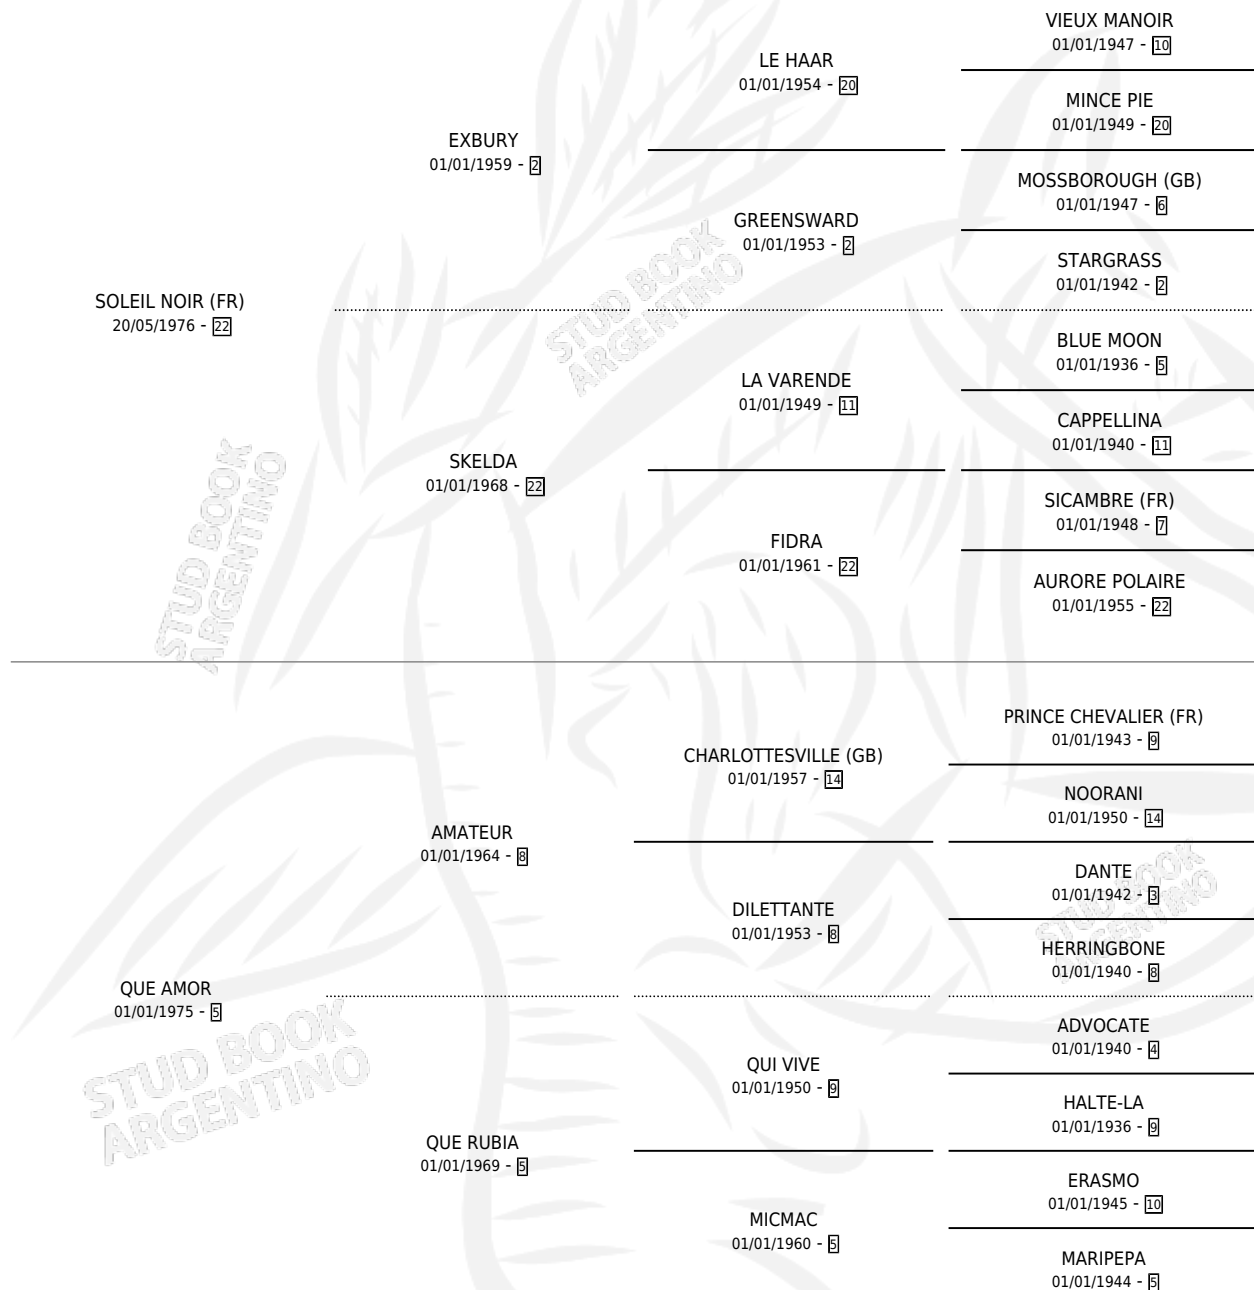 VIEUX MANOIR
01/01/1947 - 10
LE HAAR
01/01/1954 - 20
MINCE PIE
01/01/1949 - 20
EXBURY
01/01/1959 - 2
MOSSBOROUGH (GB)
01/01/1947 - 6
GREENSWARD
01/01/1953 - 2
STARGRASS
01/01/1942 - 2
SOLEIL NOIR (FR)
20/05/1976 - 22
BLUE MOON
01/01/1936 - 5
LA VARENDE
01/01/1949 - 11
CAPPELLINA
01/01/1940 - 11
SKELDA
01/01/1968 - 22
SICAMBRE (FR)
01/01/1948 - 7
FIDRA
01/01/1961 - 22
AURORE POLAIRE
01/01/1955 - 22
PRINCE CHEVALIER (FR)
01/01/1943 - 9
CHARLOTTESVILLE (GB)
01/01/1957 - 14
NOORANI
01/01/1950 - 14
AMATEUR
01/01/1964 - 8
DANTE
01/01/1942 - 3
DILETTANTE
01/01/1953 - 8
HERRINGBONE
01/01/1940 - 8
QUE AMOR
01/01/1975 - 5
ADVOCATE
01/01/1940 - 4
QUI VIVE
01/01/1950 - 9
HALTE-LA
01/01/1936 - 9
QUE RUBIA
01/01/1969 - 5
ERASMO
01/01/1945 - 10
MICMAC
01/01/1960 - 5
MARIPEPA
01/01/1944 - 5
STUD BOOK
ARGENTINO
STUD BOOK
ARGENTINO
STUD BOOK
ARGENTINO
STUD BOOK
ARGENTINO